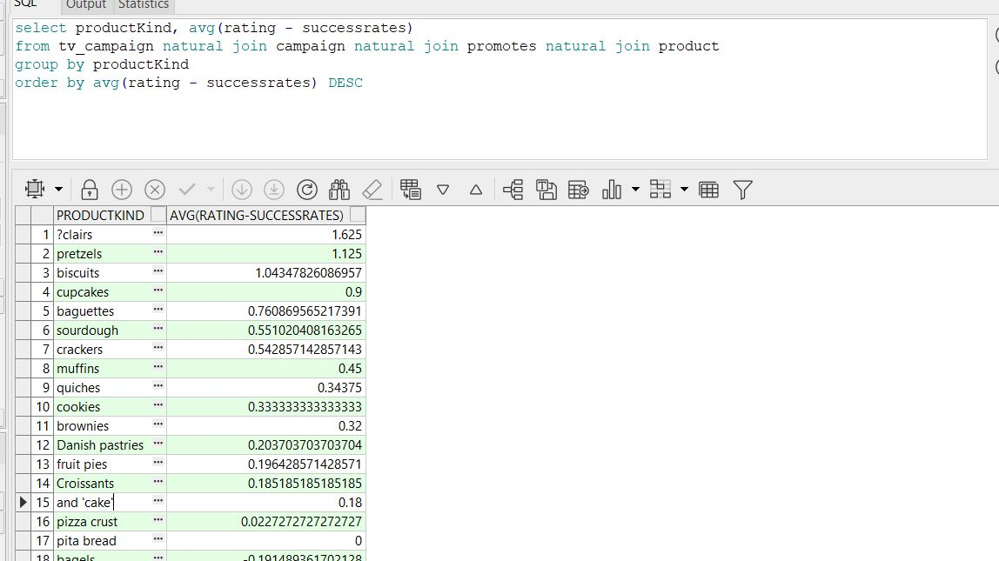 SQL Output Statistics
select productKind, avg(rating - successrates)
from tv_campaign natural join campaign natural join promotes natural join product
group by productKind
order by avg(rating - successrates) DESC
PRODUCTKIND AVG(RATING-SUCCESSRATES)
1 ?clairs ... 1.625
2 pretzels ... 1.125
3 biscuits ... 1.04347826086957
4 cupcakes ... 0.9
5 baguettes ... 0.760869565217391
6 sourdough ... 0.551020408163265
7 crackers ... 0.542857142857143
8 muffins ... 0.45
9 quiches ... 0.34375
10 cookies ... 0.333333333333333
11 brownies ... 0.32
12 Danish pastries ... 0.203703703703704
13 fruit pies ... 0.196428571428571
14 Croissants ... 0.185185185185185
15 and 'cake' ... 0.18
16 pizza crust ... 0.0227272727272727
17 pita bread ... 0
18 bagels ... -0.191489361702128